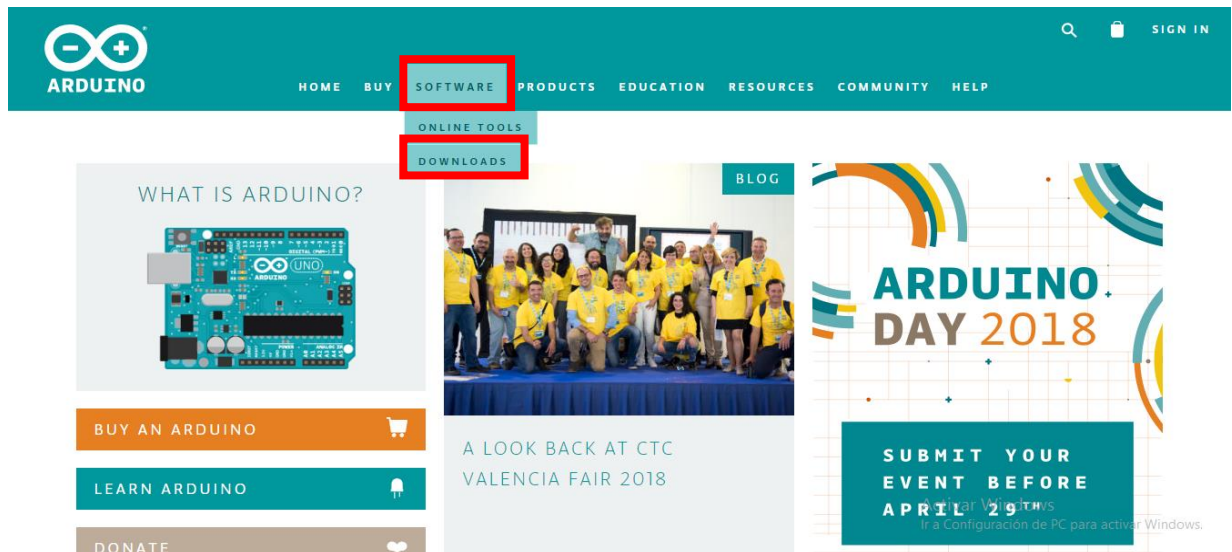 SIGN IN
ARDUINO
HOME BUY SOFTWARE PRODUCTS EDUCATION RESOURCES COMMUNITY HELP
ONLINE TOOLS
DOWNLOADS
WHAT IS ARDUINO?
UNO
ARDUINO
BUY AN ARDUINO
LEARN ARDUINO
DONATE
BLOG
A LOOK BACK AT CTC
VALENCIA FAIR 2018
ARDUINO
DAY 2018
SUBMIT YOUR
EVENT BEFORE
APRIL 29TH
Activar Windows
Ir a Configuración de PC para activar Windows.